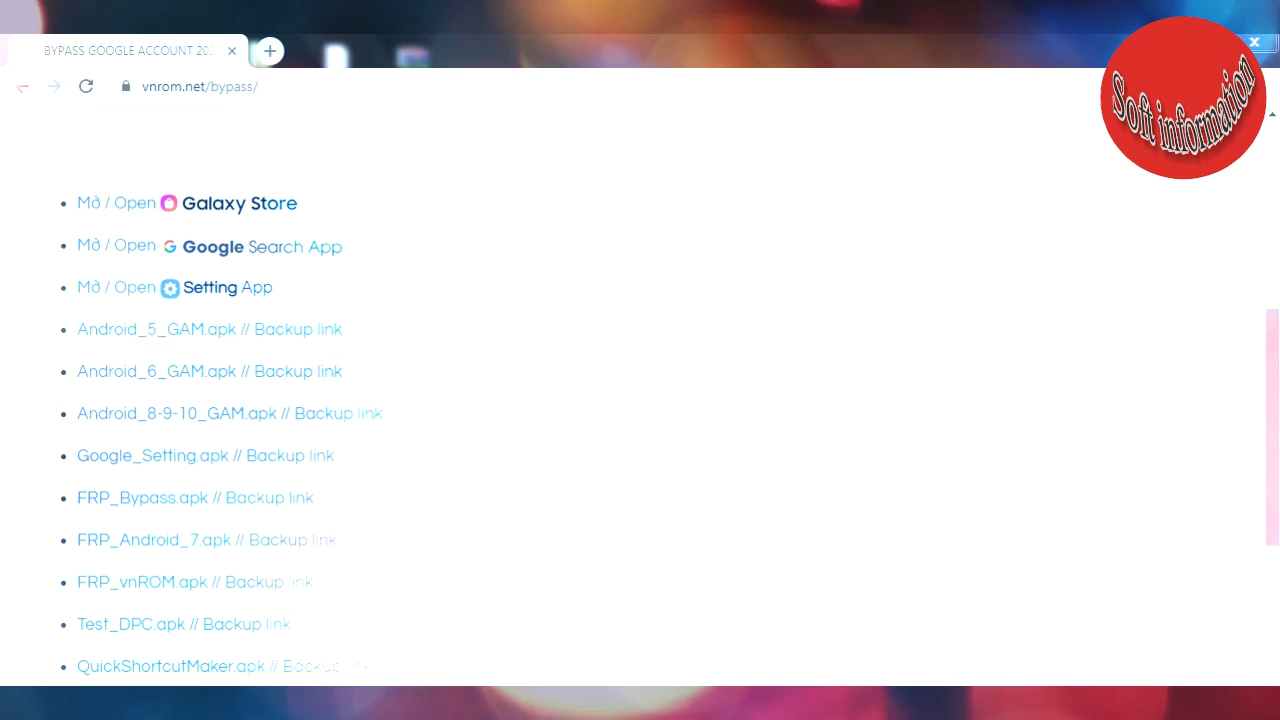 BYPASS GOOGLE ACCOUNT 20
vnrom.net/bypass/
Soft information
Mở / Open Galaxy Store
Mở / Open Google Search App
Mở / Open Setting App
Android_5_GAM.apk // Backup link
Android_6_GAM.apk // Backup link
Android_8-9-10_GAM.apk // Backup link
Google_Setting.apk // Backup link
FRP_Bypass.apk // Backup link
FRP_Android_7.apk // Backup link
FRP_vnROM.apk // Backup link
Test_DPC.apk // Backup link
QuickShortcutMaker.apk // Backup link